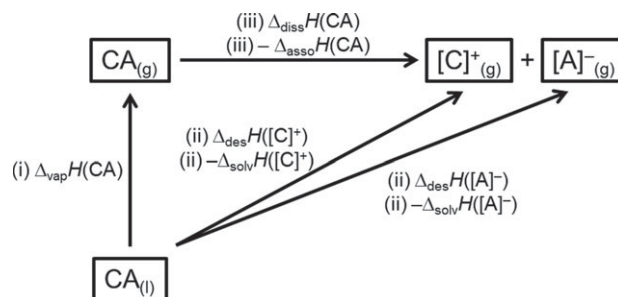 (iii) Δ_diss H(CA)
(iii) – Δ_asso H(CA)
CA_(g)
[C]⁺_(g) + [A]⁻_(g)
(ii) Δ_des H([C]⁺)
(ii) –Δ_solv H([C]⁺)
(i) Δ_vap H(CA)
(ii) Δ_des H([A]⁻)
(ii) –Δ_solv H([A]⁻)
CA_(l)